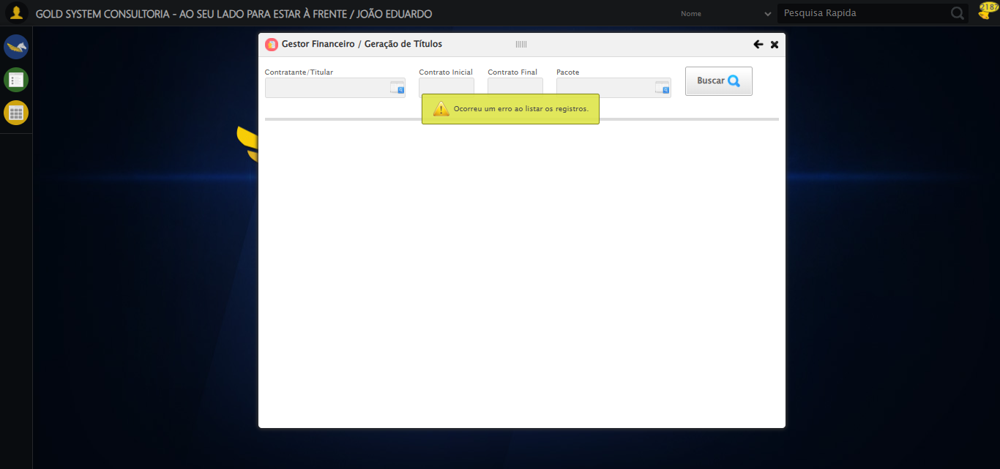 GOLD SYSTEM CONSULTORIA - AO SEU LADO PARA ESTAR À FRENTE / JOÃO EDUARDO
Nome
Pesquisa Rapida
2187
Gestor Financeiro / Geração de Títulos
Contratante/Titular
Contrato Inicial
Contrato Final
Pacote
Buscar
Ocorreu um erro ao listar os registros.